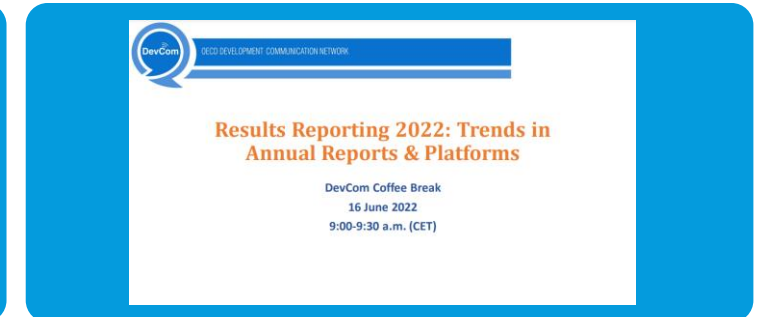 DevCom
OECD DEVELOPMENT COMMUNICATION NETWORK
Results Reporting 2022: Trends in
Annual Reports & Platforms
DevCom Coffee Break
16 June 2022
9:00-9:30 a.m. (CET)